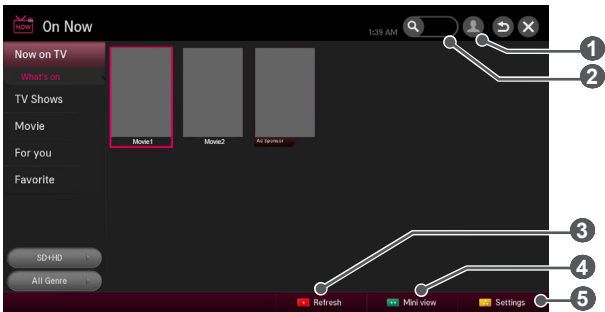 NOW On Now
1:39 AM
1
2
Now on TV
What's on
TV Shows
Movie
For you
Favorite
Movie1
Movie2
Ad Sponsor
SD+HD
All Genre
3
4
5
Refresh
Mini view
Settings